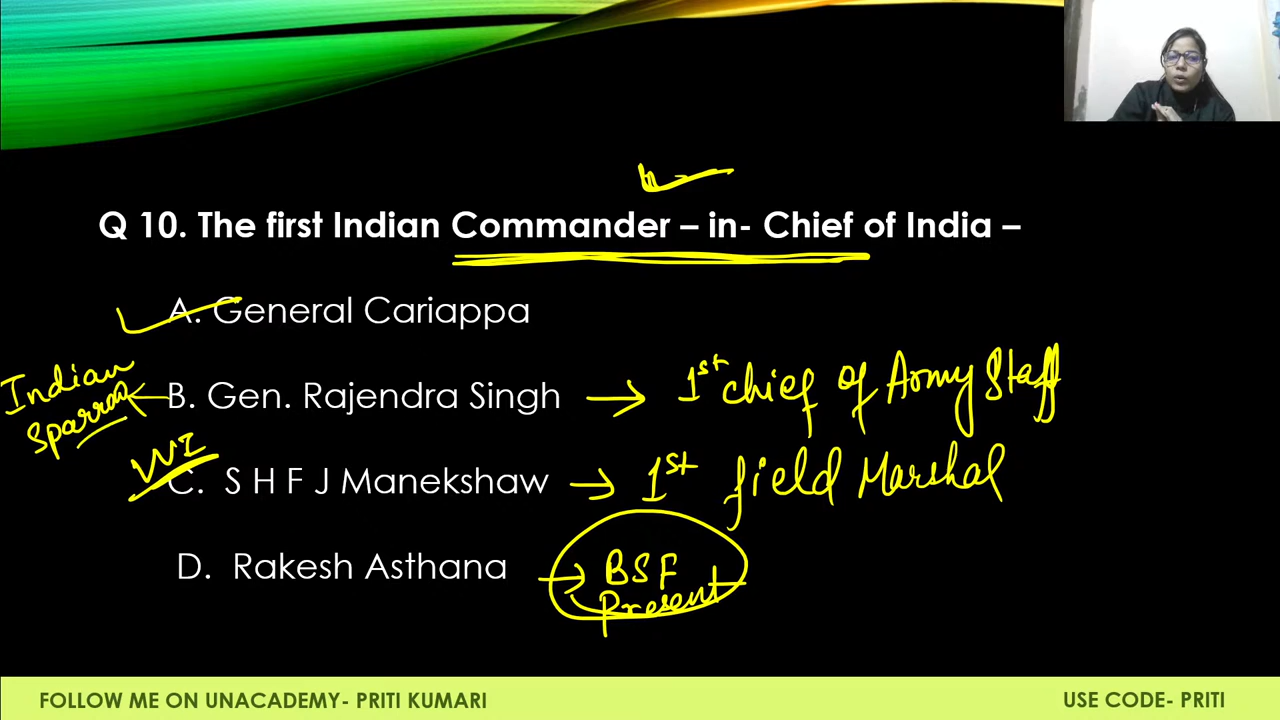 Q 10. The first Indian Commander – in- Chief of India –
A. General Cariappa
Indian
Sparrow
B. Gen. Rajendra Singh → 1st chief of Army Staff
C. S H F J Manekshaw → 1st field Marshal
D. Rakesh Asthana → BSF
Present
FOLLOW ME ON UNACADEMY- PRITI KUMARI
USE CODE- PRITI